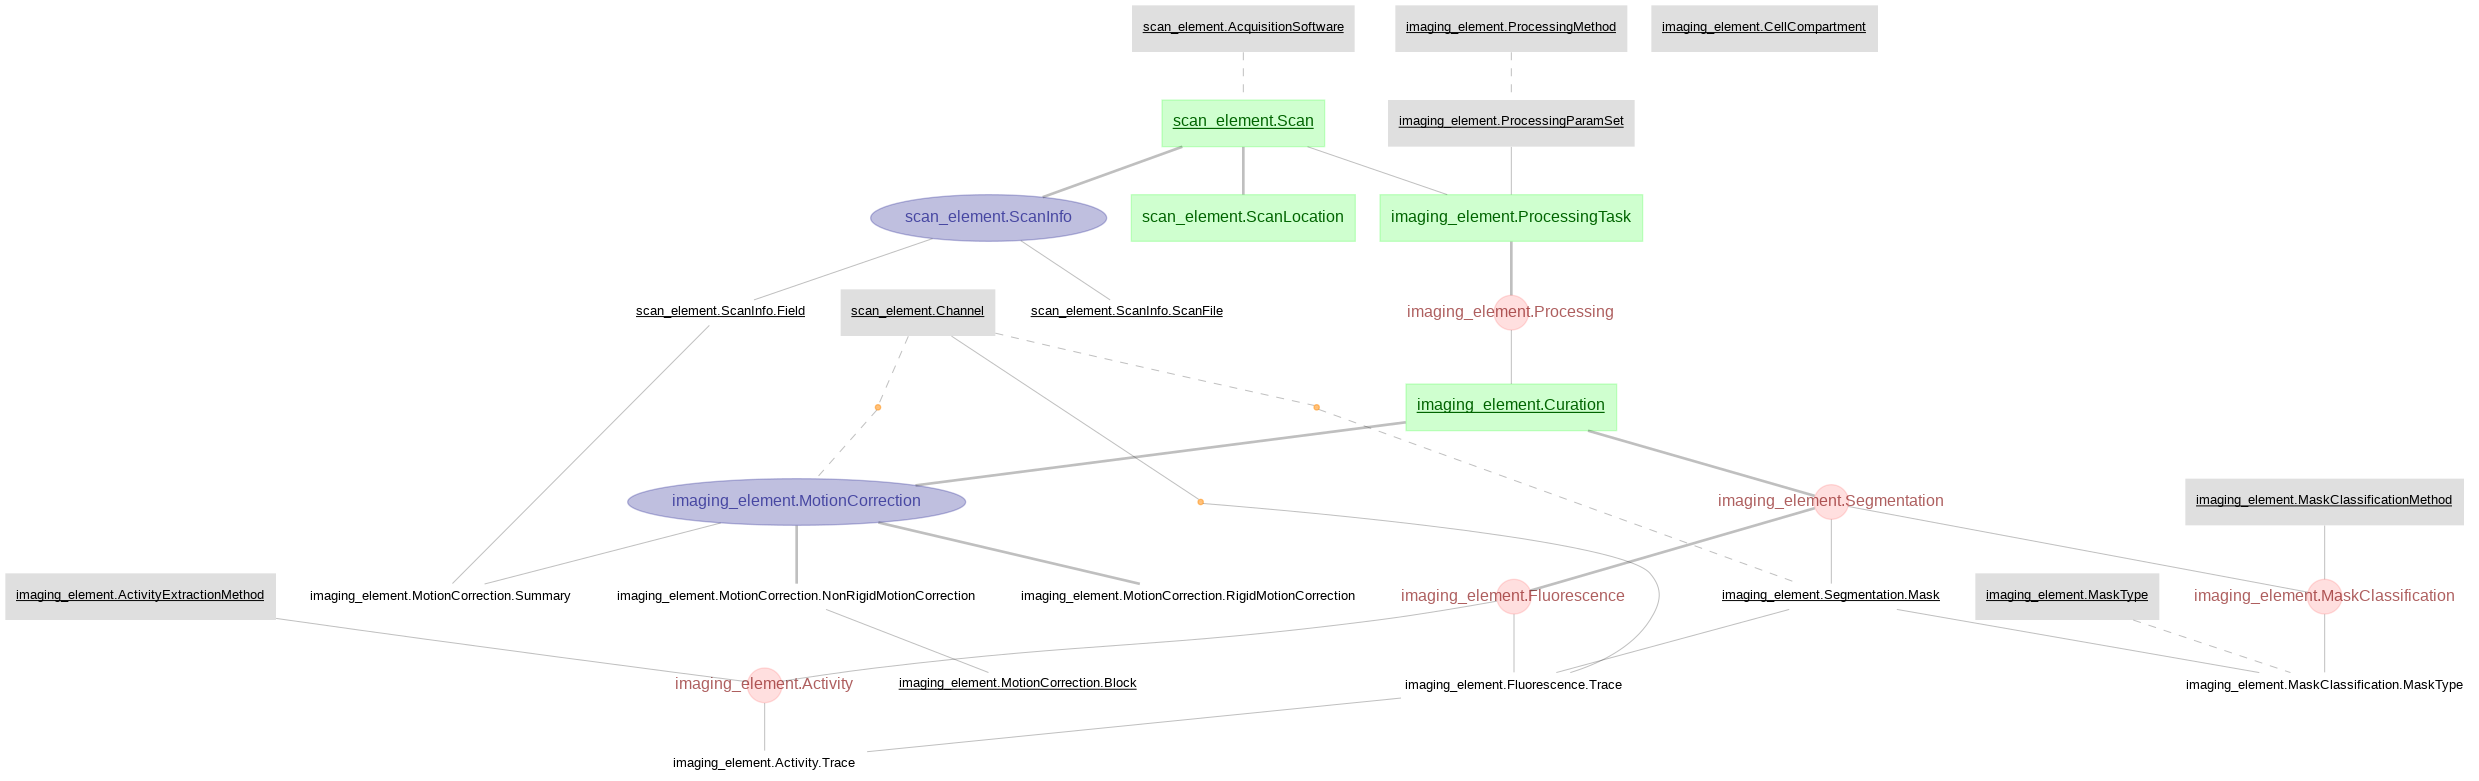 scan_element.AcquisitionSoftware
imaging_element.ProcessingMethod
imaging_element.CellCompartment
scan_element.Scan
imaging_element.ProcessingParamSet
scan_element.ScanInfo
scan_element.ScanLocation
imaging_element.ProcessingTask
scan_element.ScanInfo.Field
scan_element.Channel
scan_element.ScanInfo.ScanFile
imaging_element.Processing
imaging_element.Curation
imaging_element.MotionCorrection
imaging_element.Segmentation
imaging_element.MaskClassificationMethod
imaging_element.ActivityExtractionMethod
imaging_element.MotionCorrection.Summary
imaging_element.MotionCorrection.NonRigidMotionCorrection
imaging_element.MotionCorrection.RigidMotionCorrection
imaging_element.Fluorescence
imaging_element.Segmentation.Mask
imaging_element.MaskType
imaging_element.MaskClassification
imaging_element.Activity
imaging_element.MotionCorrection.Block
imaging_element.Fluorescence.Trace
imaging_element.MaskClassification.MaskType
imaging_element.Activity.Trace